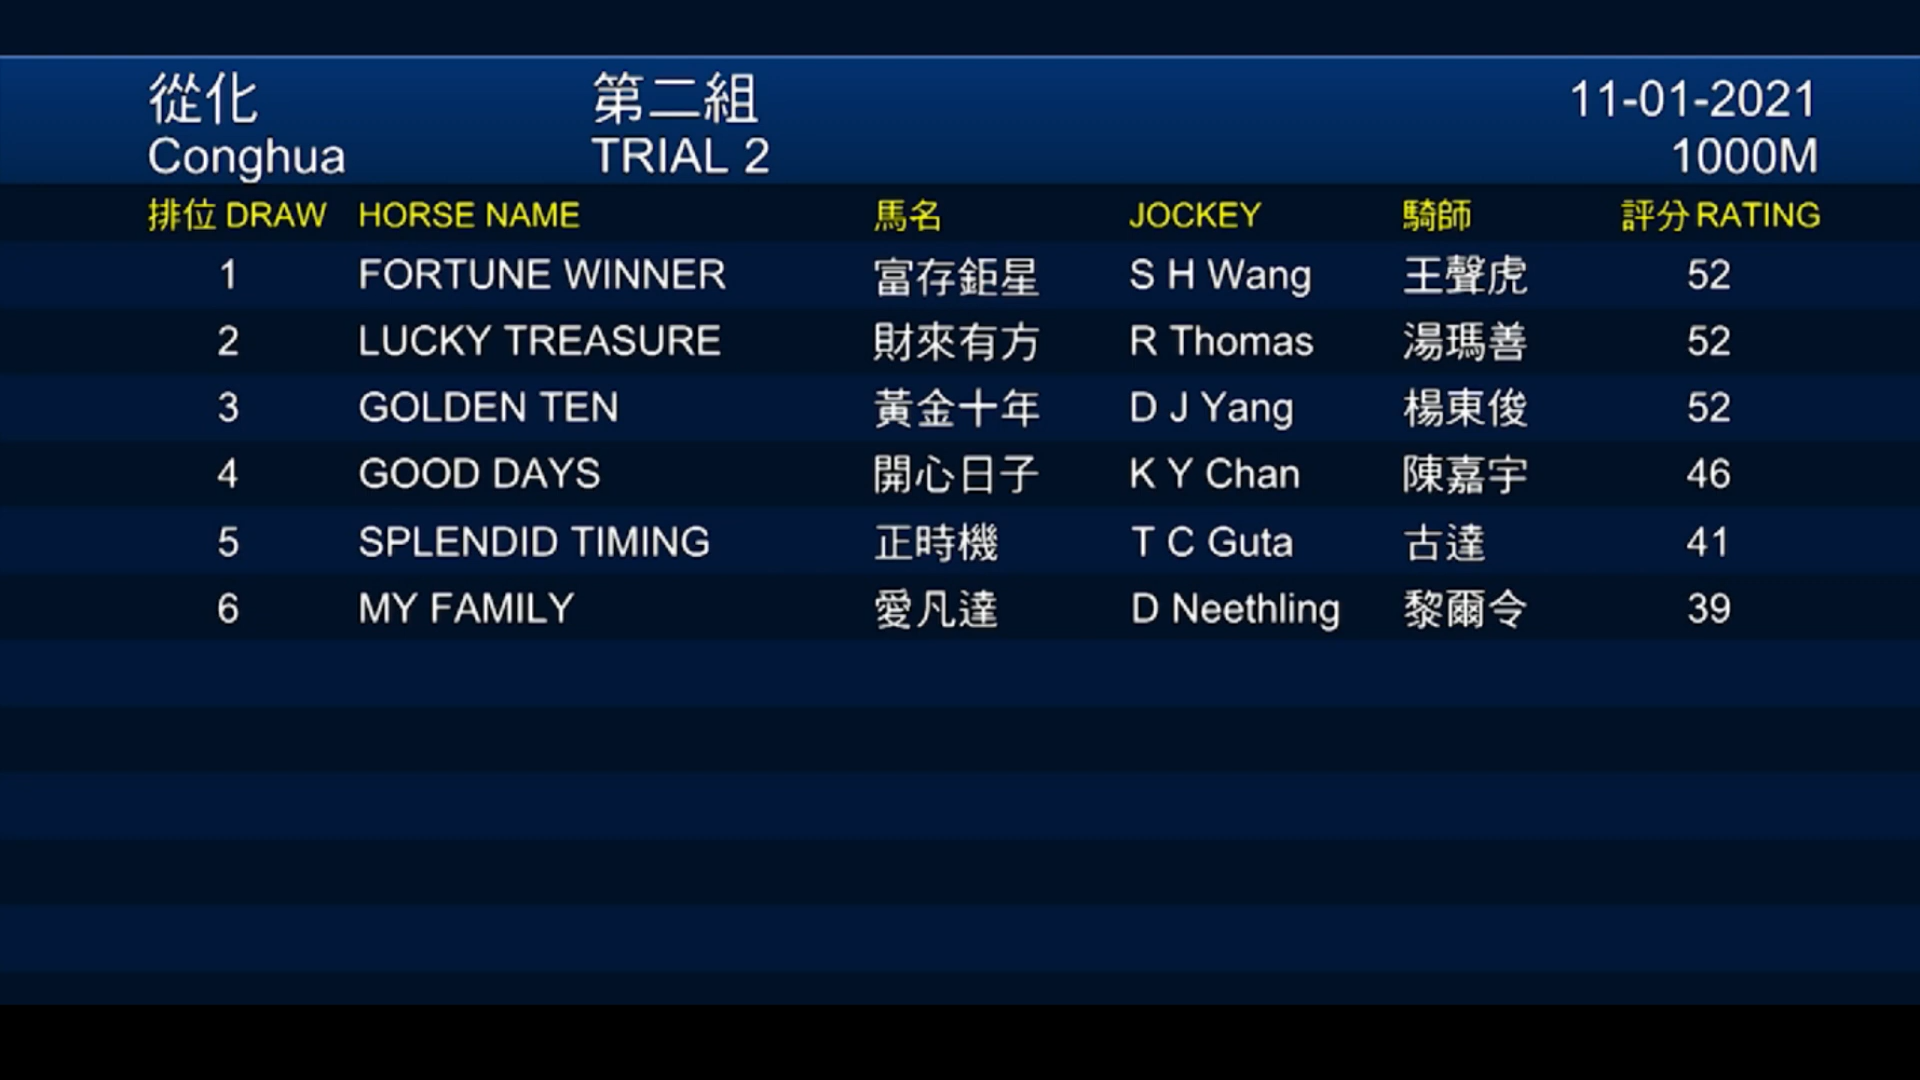 從化 第二組 11-01-2021
Conghua TRIAL 2 1000M
排位 DRAW HORSE NAME 馬名 JOCKEY 騎師 評分 RATING
1 FORTUNE WINNER 富存鉅星 S H Wang 王聲虎 52
2 LUCKY TREASURE 財來有方 R Thomas 湯瑪善 52
3 GOLDEN TEN 黃金十年 D J Yang 楊東俊 52
4 GOOD DAYS 開心日子 K Y Chan 陳嘉宇 46
5 SPLENDID TIMING 正時機 T C Guta 古達 41
6 MY FAMILY 愛凡達 D Neethling 黎爾令 39